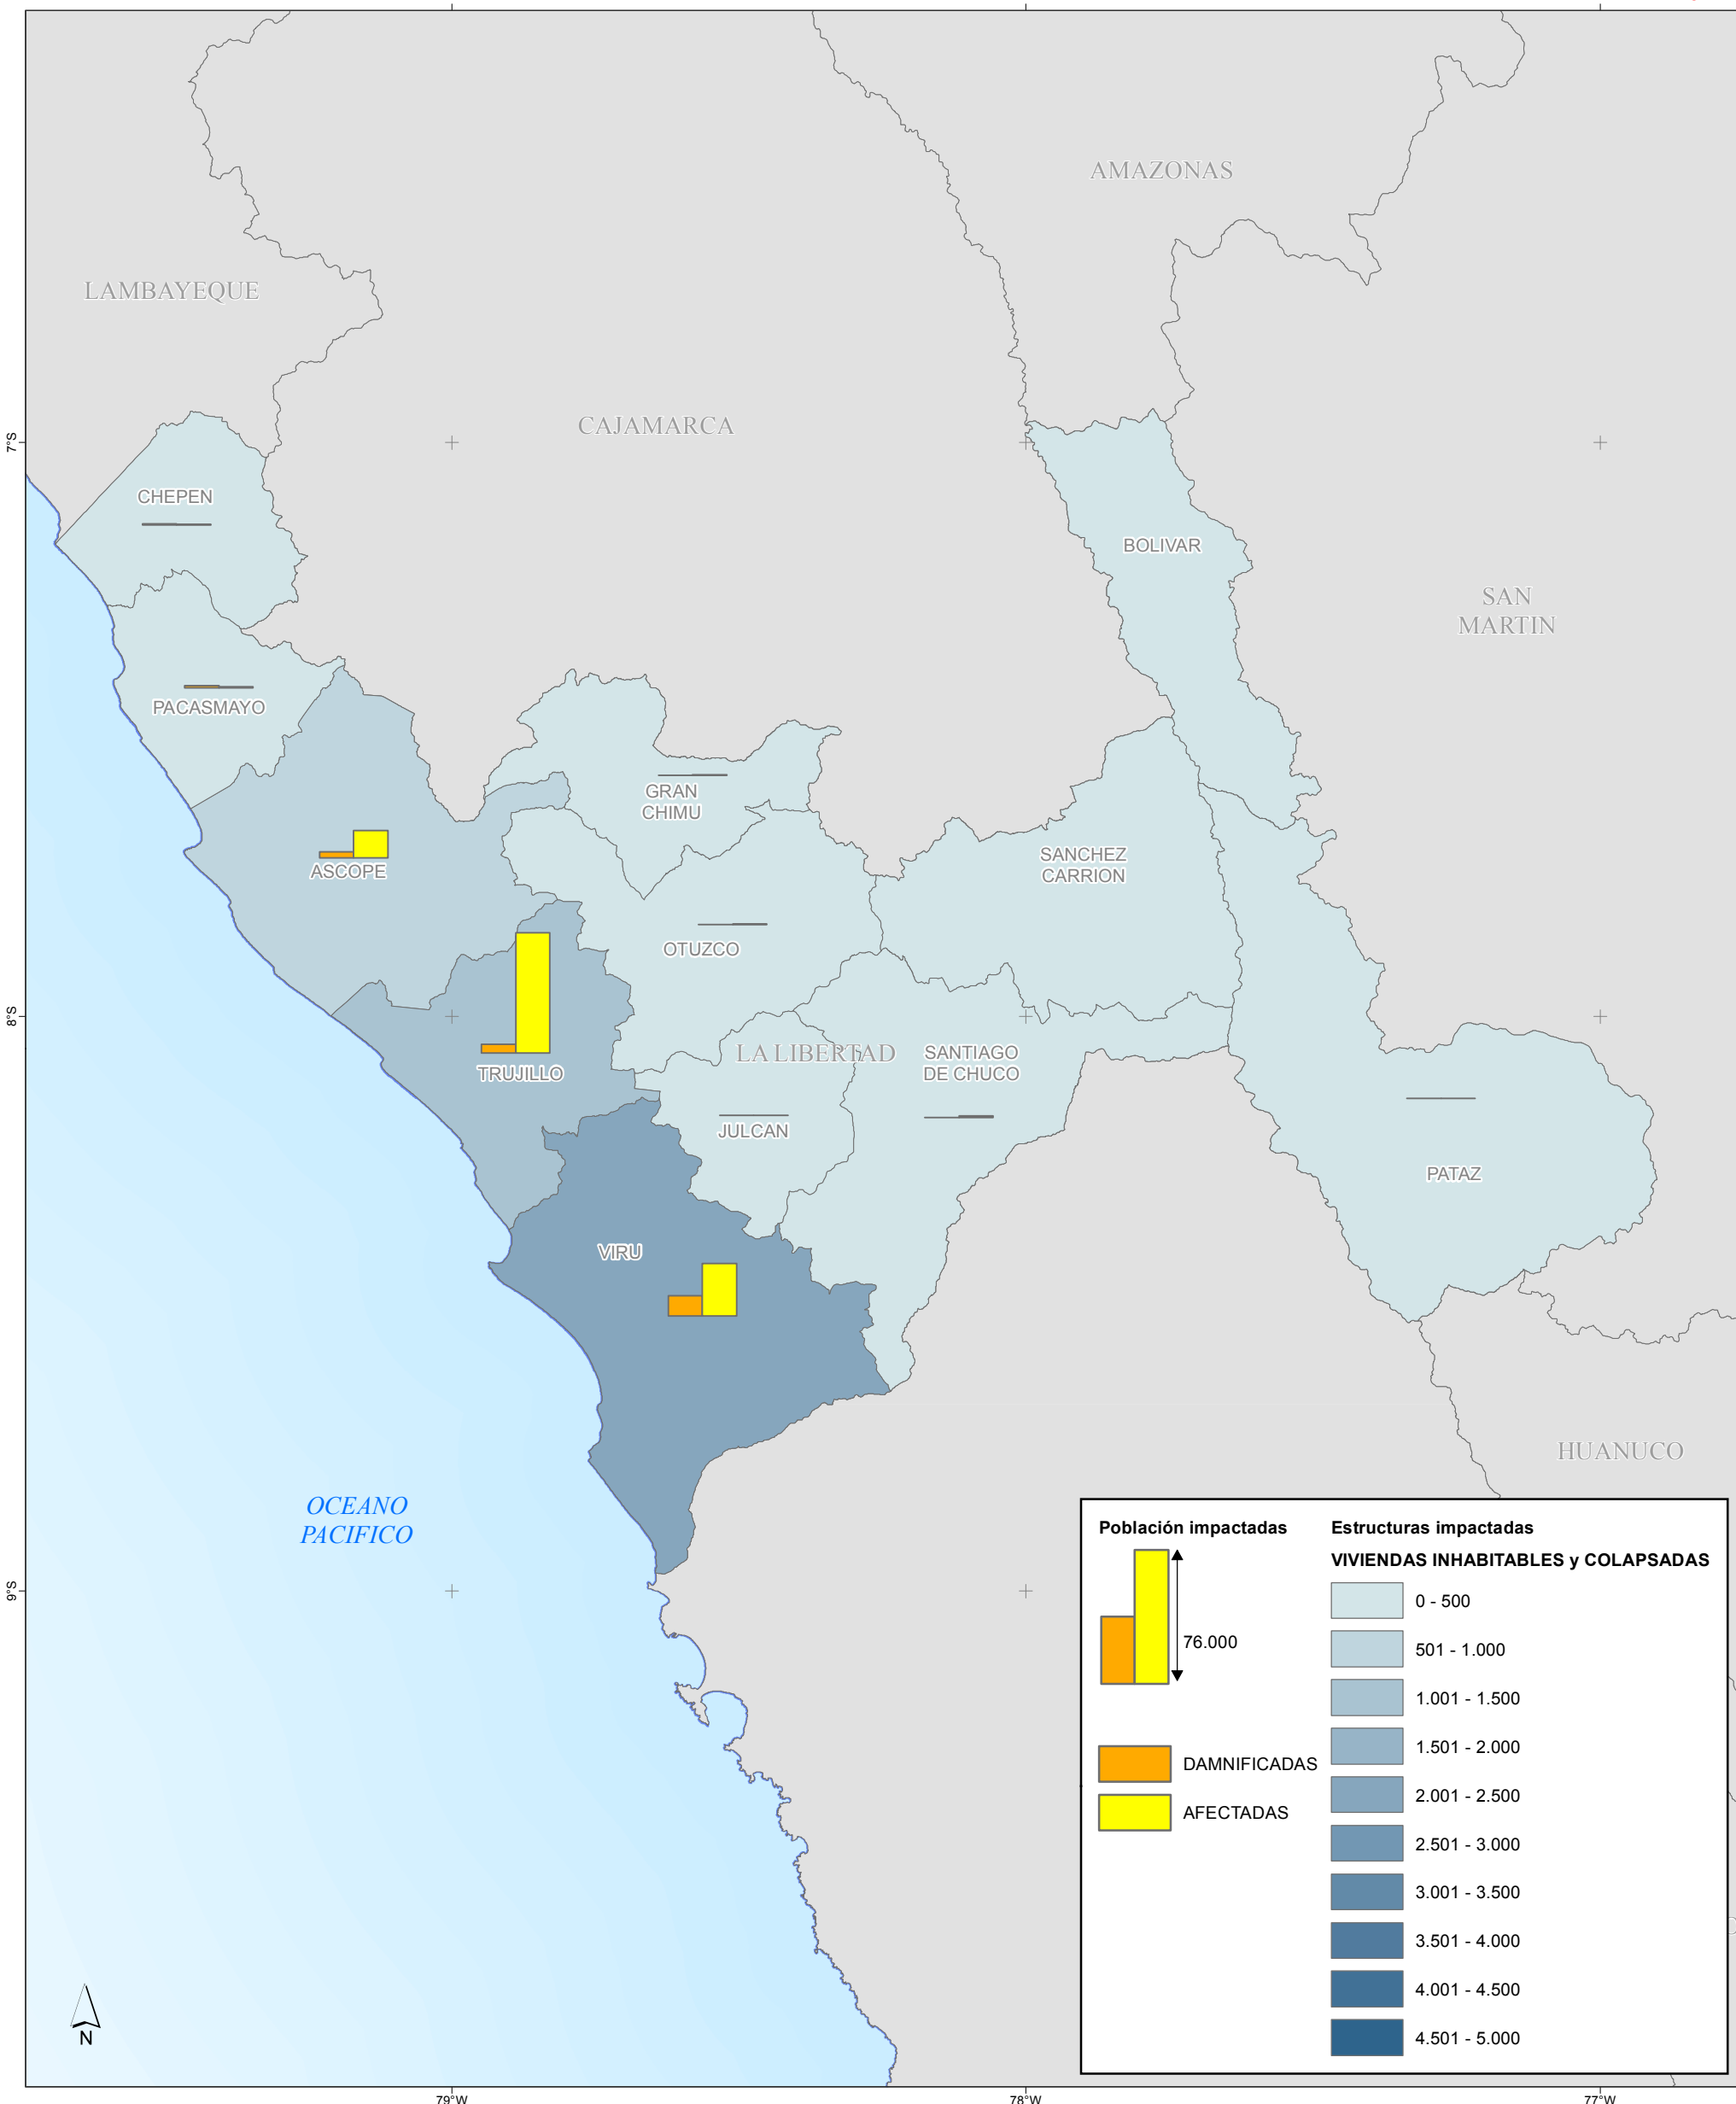 AMAZONAS
LAMBAYEQUE
CAJAMARCA
7°S
CHEPEN
BOLIVAR
SAN
MARTIN
PACASMAYO
GRAN
CHIMU
ASCOPE
SANCHEZ
CARRION
OTUZCO
8°S
LA LIBERTAD
SANTIAGO
DE CHUCO
TRUJILLO
JULCAN
PATAZ
VIRU
HUANUCO
OCEANO
PACIFICO
9°S
Población impactadas
76.000
DAMNIFICADAS
AFECTADAS
Estructuras impactadas
VIVIENDAS INHABITABLES y COLAPSADAS
0 - 500
501 - 1.000
1.001 - 1.500
1.501 - 2.000
2.001 - 2.500
2.501 - 3.000
3.001 - 3.500
3.501 - 4.000
4.001 - 4.500
4.501 - 5.000
N
79°W
78°W
77°W